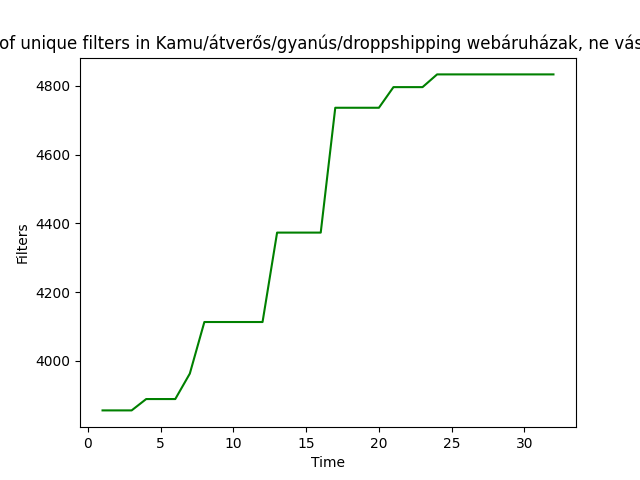 of unique filters in Kamu/átverős/gyanús/droppshipping webáruházak, ne vás
Filters
4800
4600
4400
4200
4000
0 5 10 15 20 25 30
Time